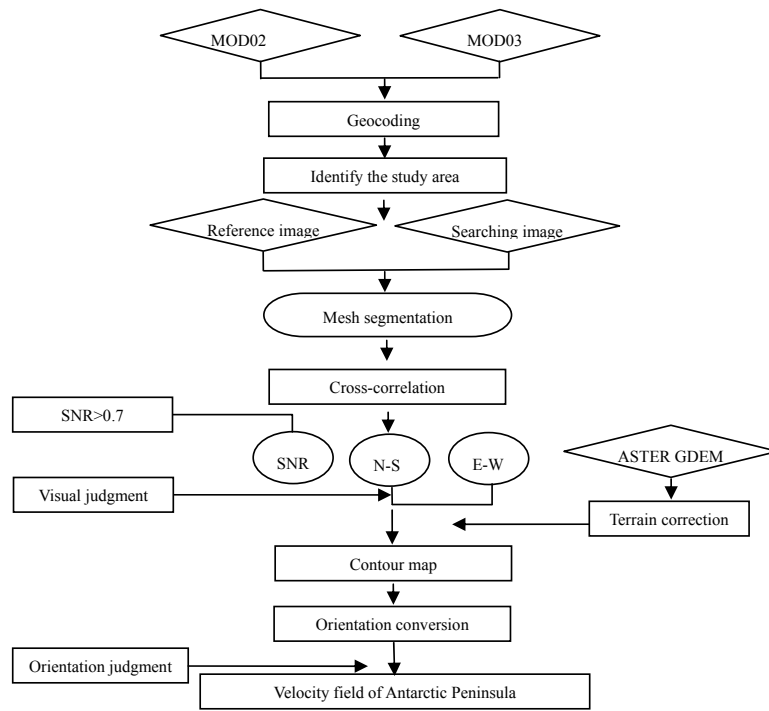 MOD02
MOD03
Geocoding
Identify the study area
Reference image
Searching image
Mesh segmentation
Cross-correlation
SNR>0.7
SNR
N-S
E-W
ASTER GDEM
Visual judgment
Terrain correction
Contour map
Orientation conversion
Orientation judgment
Velocity field of Antarctic Peninsula